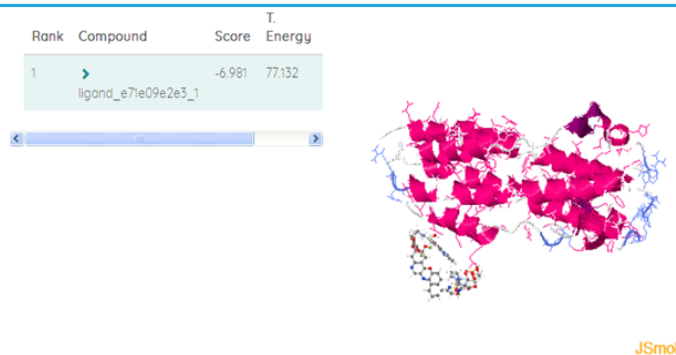 T.
Rank Compound Score Energy
1 -6.981 77.132
ligand_e71e09e2e3_1
JSmol